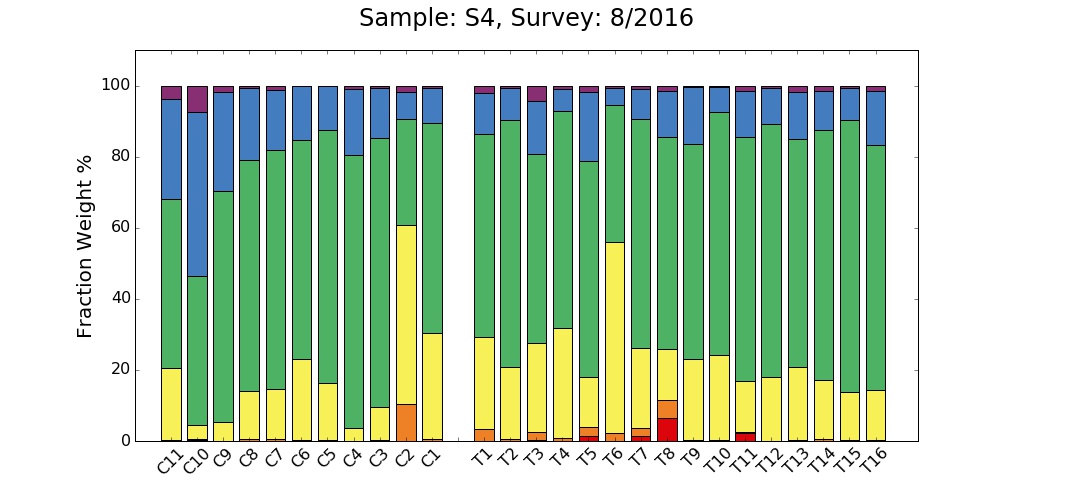 Sample: S4, Survey: 8/2016
Fraction Weight %
100
80
60
40
20
0
C11 C10 C9 C8 C7 C6 C5 C4 C3 C2 C1 T1 T2 T3 T4 T5 T6 T7 T8 T9 T10 T11 T12 T13 T14 T15 T16